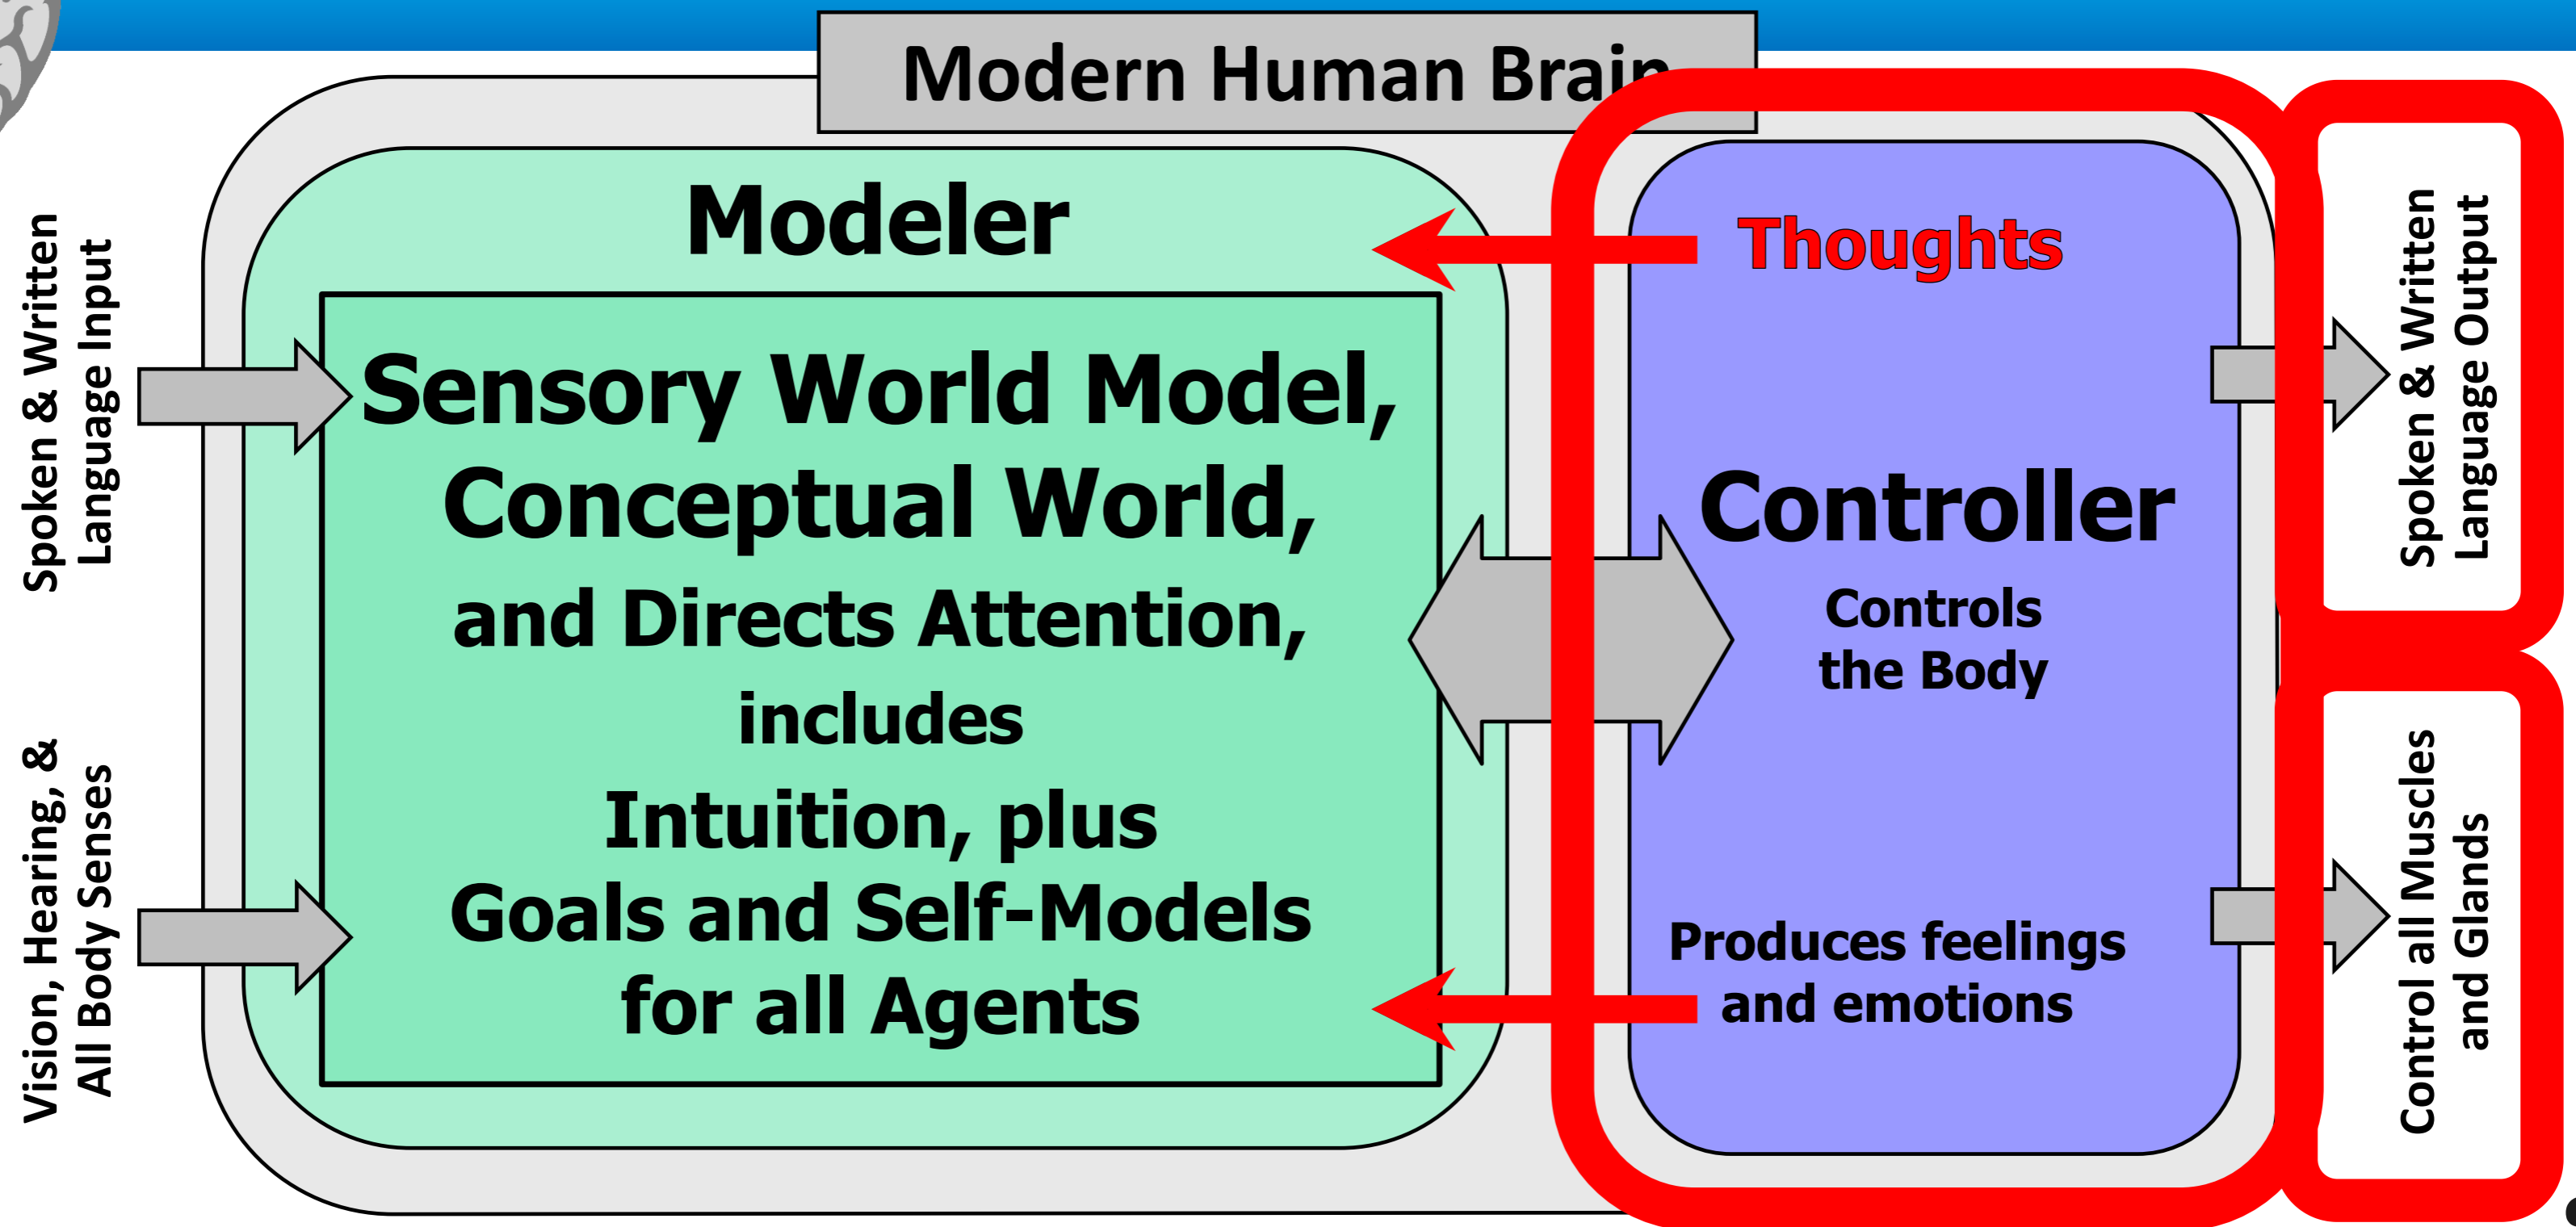 Modern Human Brain
Spoken & Written
Language Input
Vision, Hearing, &
All Body Senses
Modeler
Sensory World Model,
Conceptual World,
and Directs Attention,
includes
Intuition, plus
Goals and Self-Models
for all Agents
Thoughts
Controller
Controls
the Body
Produces feelings
and emotions
Spoken & Written
Language Output
Control all Muscles
and Glands